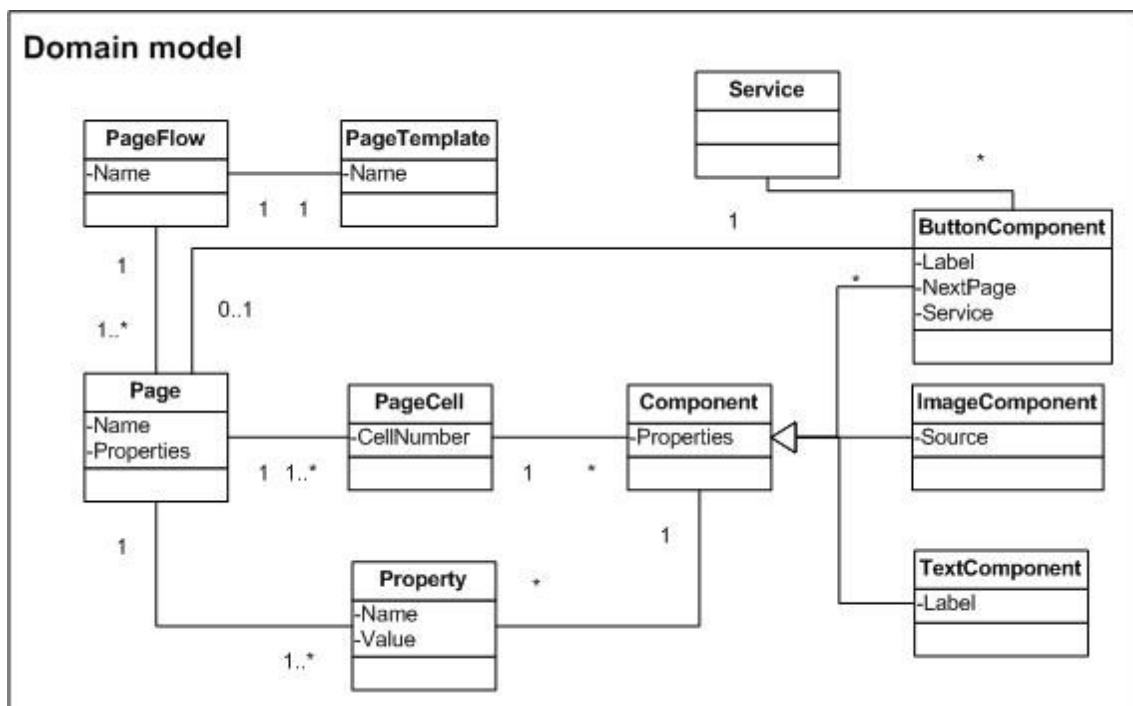 Domain model
Service
PageFlow
-Name
PageTemplate
-Name
*
1 1
1
ButtonComponent
-Label
-NextPage
-Service
1
*
0..1
1..*
Page
-Name
-Properties
PageCell
-CellNumber
Component
-Properties
ImageComponent
-Source
1 1..*
1 *
1
1
Property
-Name
-Value
*
TextComponent
-Label
1..*